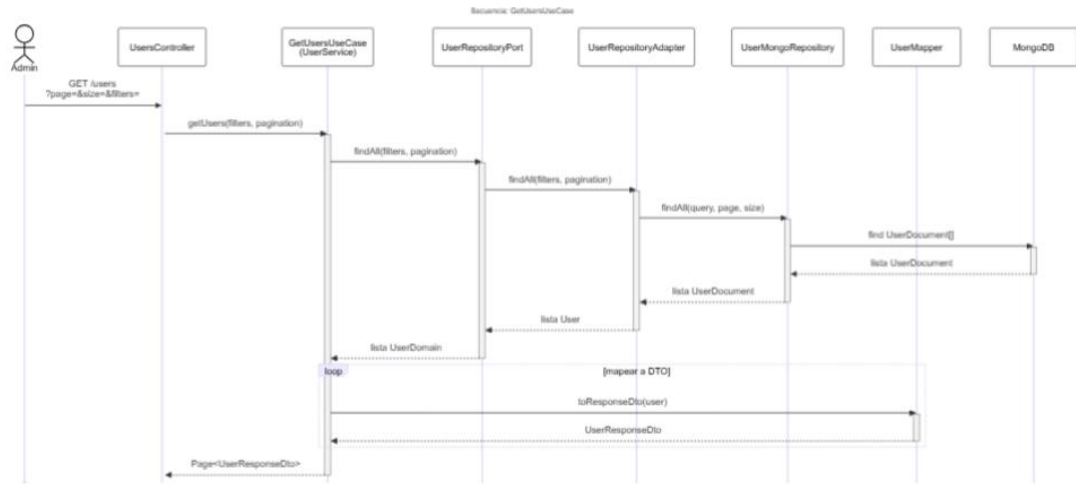 Secuencia: GetUsersUseCase
UsersController
GetUsersUseCase
(UserService)
UserRepositoryPort
UserRepositoryAdapter
UserMongoRepository
UserMapper
MongoDB
Admin
GET /users
?page=&size=&filters=
getUsers(filters, pagination)
findAll(filters, pagination)
findAll(filters, pagination)
findAll(query, page, size)
find UserDocument[]
lista UserDocument
lista UserDocument
lista User
lista UserDomain
loop
[mapear a DTO]
toResponseDto(user)
UserResponseDto
Page<UserResponseDto>